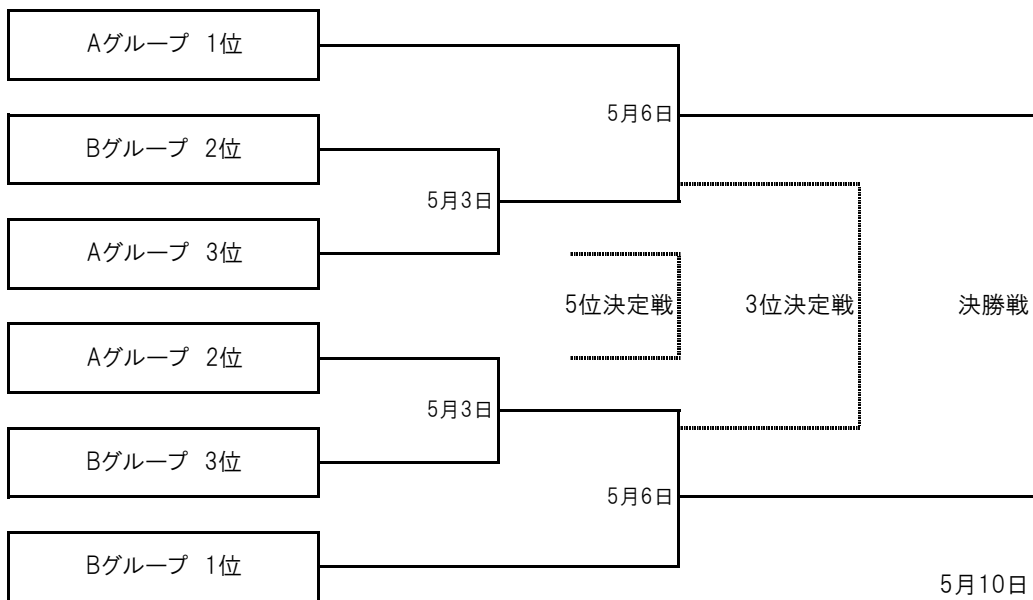 Aグループ 1位
5月6日
Bグループ 2位
5月3日
Aグループ 3位
5位決定戦
3位決定戦
決勝戦
Aグループ 2位
5月3日
Bグループ 3位
5月6日
Bグループ 1位
5月10日